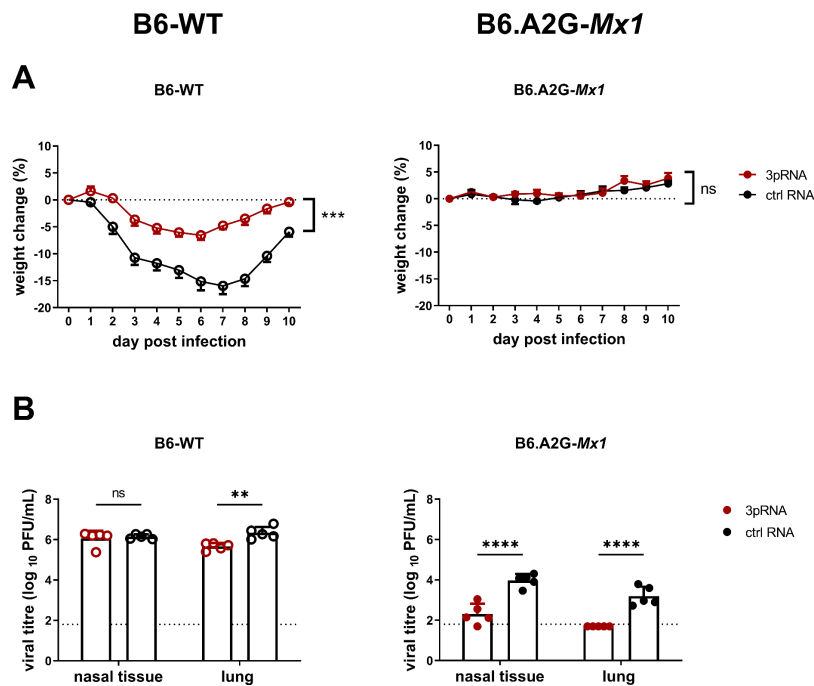 B6-WT B6.A2G-Mx1
A
B6-WT B6.A2G-Mx1
weight change (%)
10
5
0
-5
-10
-15
-20
***
0 1 2 3 4 5 6 7 8 9 10
day post infection
weight change (%)
10
5
0
-5
-10
-15
-20
ns
3pRNA
ctrl RNA
0 1 2 3 4 5 6 7 8 9 10
day post infection
B
B6-WT B6.A2G-Mx1
viral titre (log 10 PFU/mL)
8
6
4
2
0
ns **
nasal tissue lung
viral titre (log 10 PFU/mL)
8
6
4
2
0
**** ****
3pRNA
ctrl RNA
nasal tissue lung